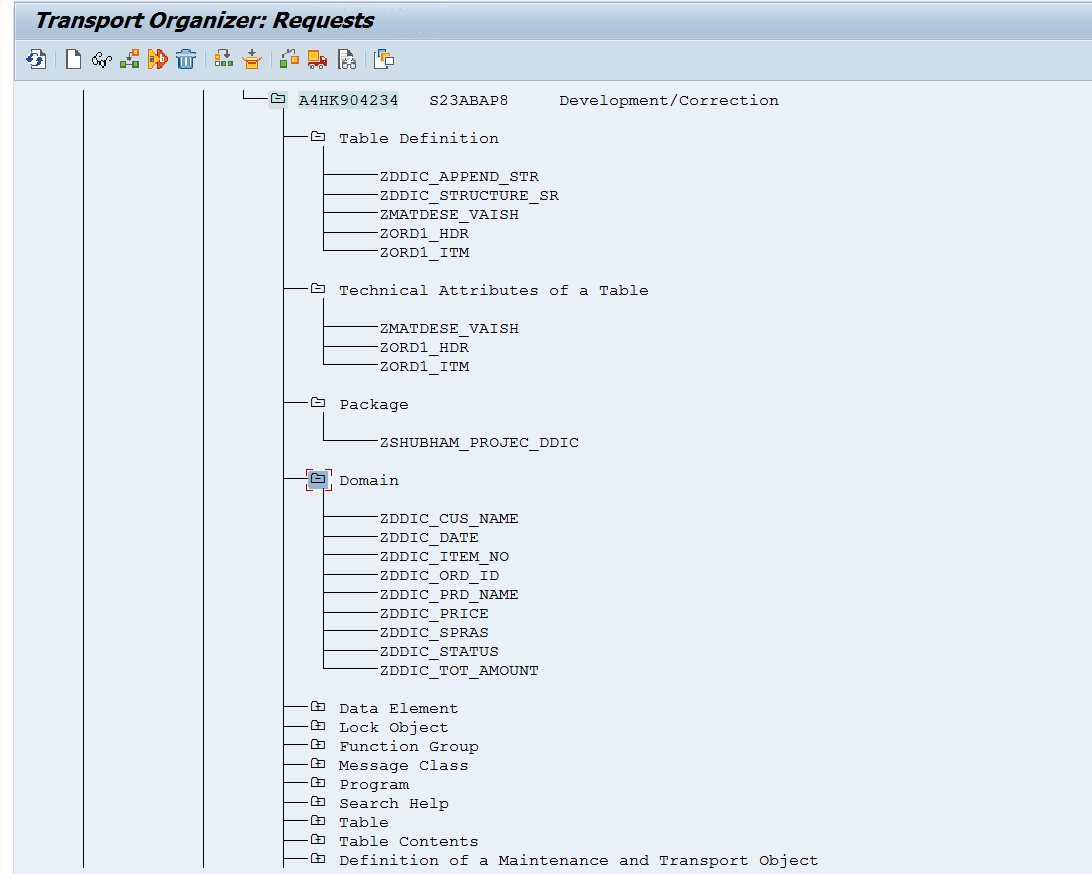 Transport Organizer: Requests
A4HK904234 S23ABAP8 Development/Correction
Table Definition
ZDDIC_APPEND_STR
ZDDIC_STRUCTURE_SR
ZMATDESE_VAISH
ZORD1_HDR
ZORD1_ITM
Technical Attributes of a Table
ZMATDESE_VAISH
ZORD1_HDR
ZORD1_ITM
Package
ZSHUBHAM_PROJEC_DDIC
Domain
ZDDIC_CUS_NAME
ZDDIC_DATE
ZDDIC_ITEM_NO
ZDDIC_ORD_ID
ZDDIC_PRD_NAME
ZDDIC_PRICE
ZDDIC_SPRAS
ZDDIC_STATUS
ZDDIC_TOT_AMOUNT
Data Element
Lock Object
Function Group
Message Class
Program
Search Help
Table
Table Contents
Definition of a Maintenance and Transport Object